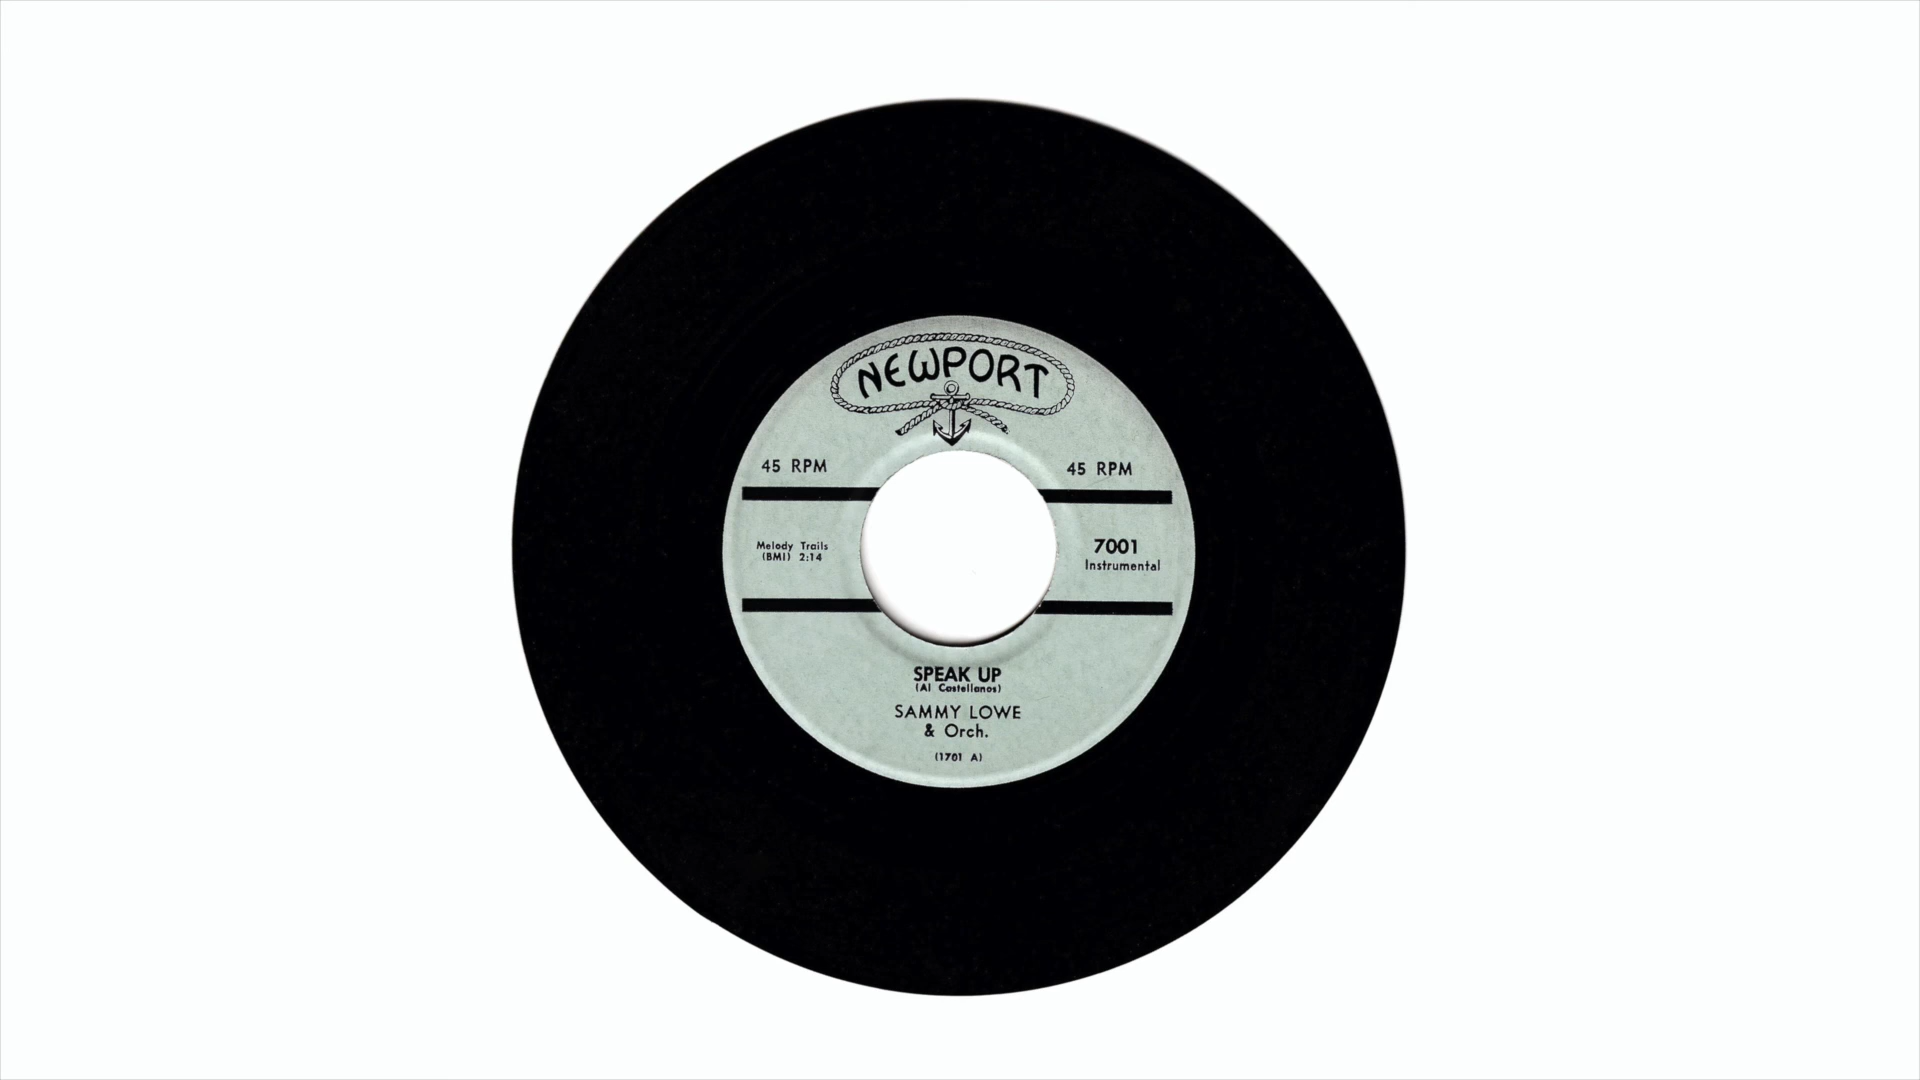 NEWPORT
45 RPM
45 RPM
Melody Trails
(BMI) 2:14
7001
Instrumental
SPEAK UP
(Al Castellanos)
SAMMY LOWE
& Orch.
(1701 A)